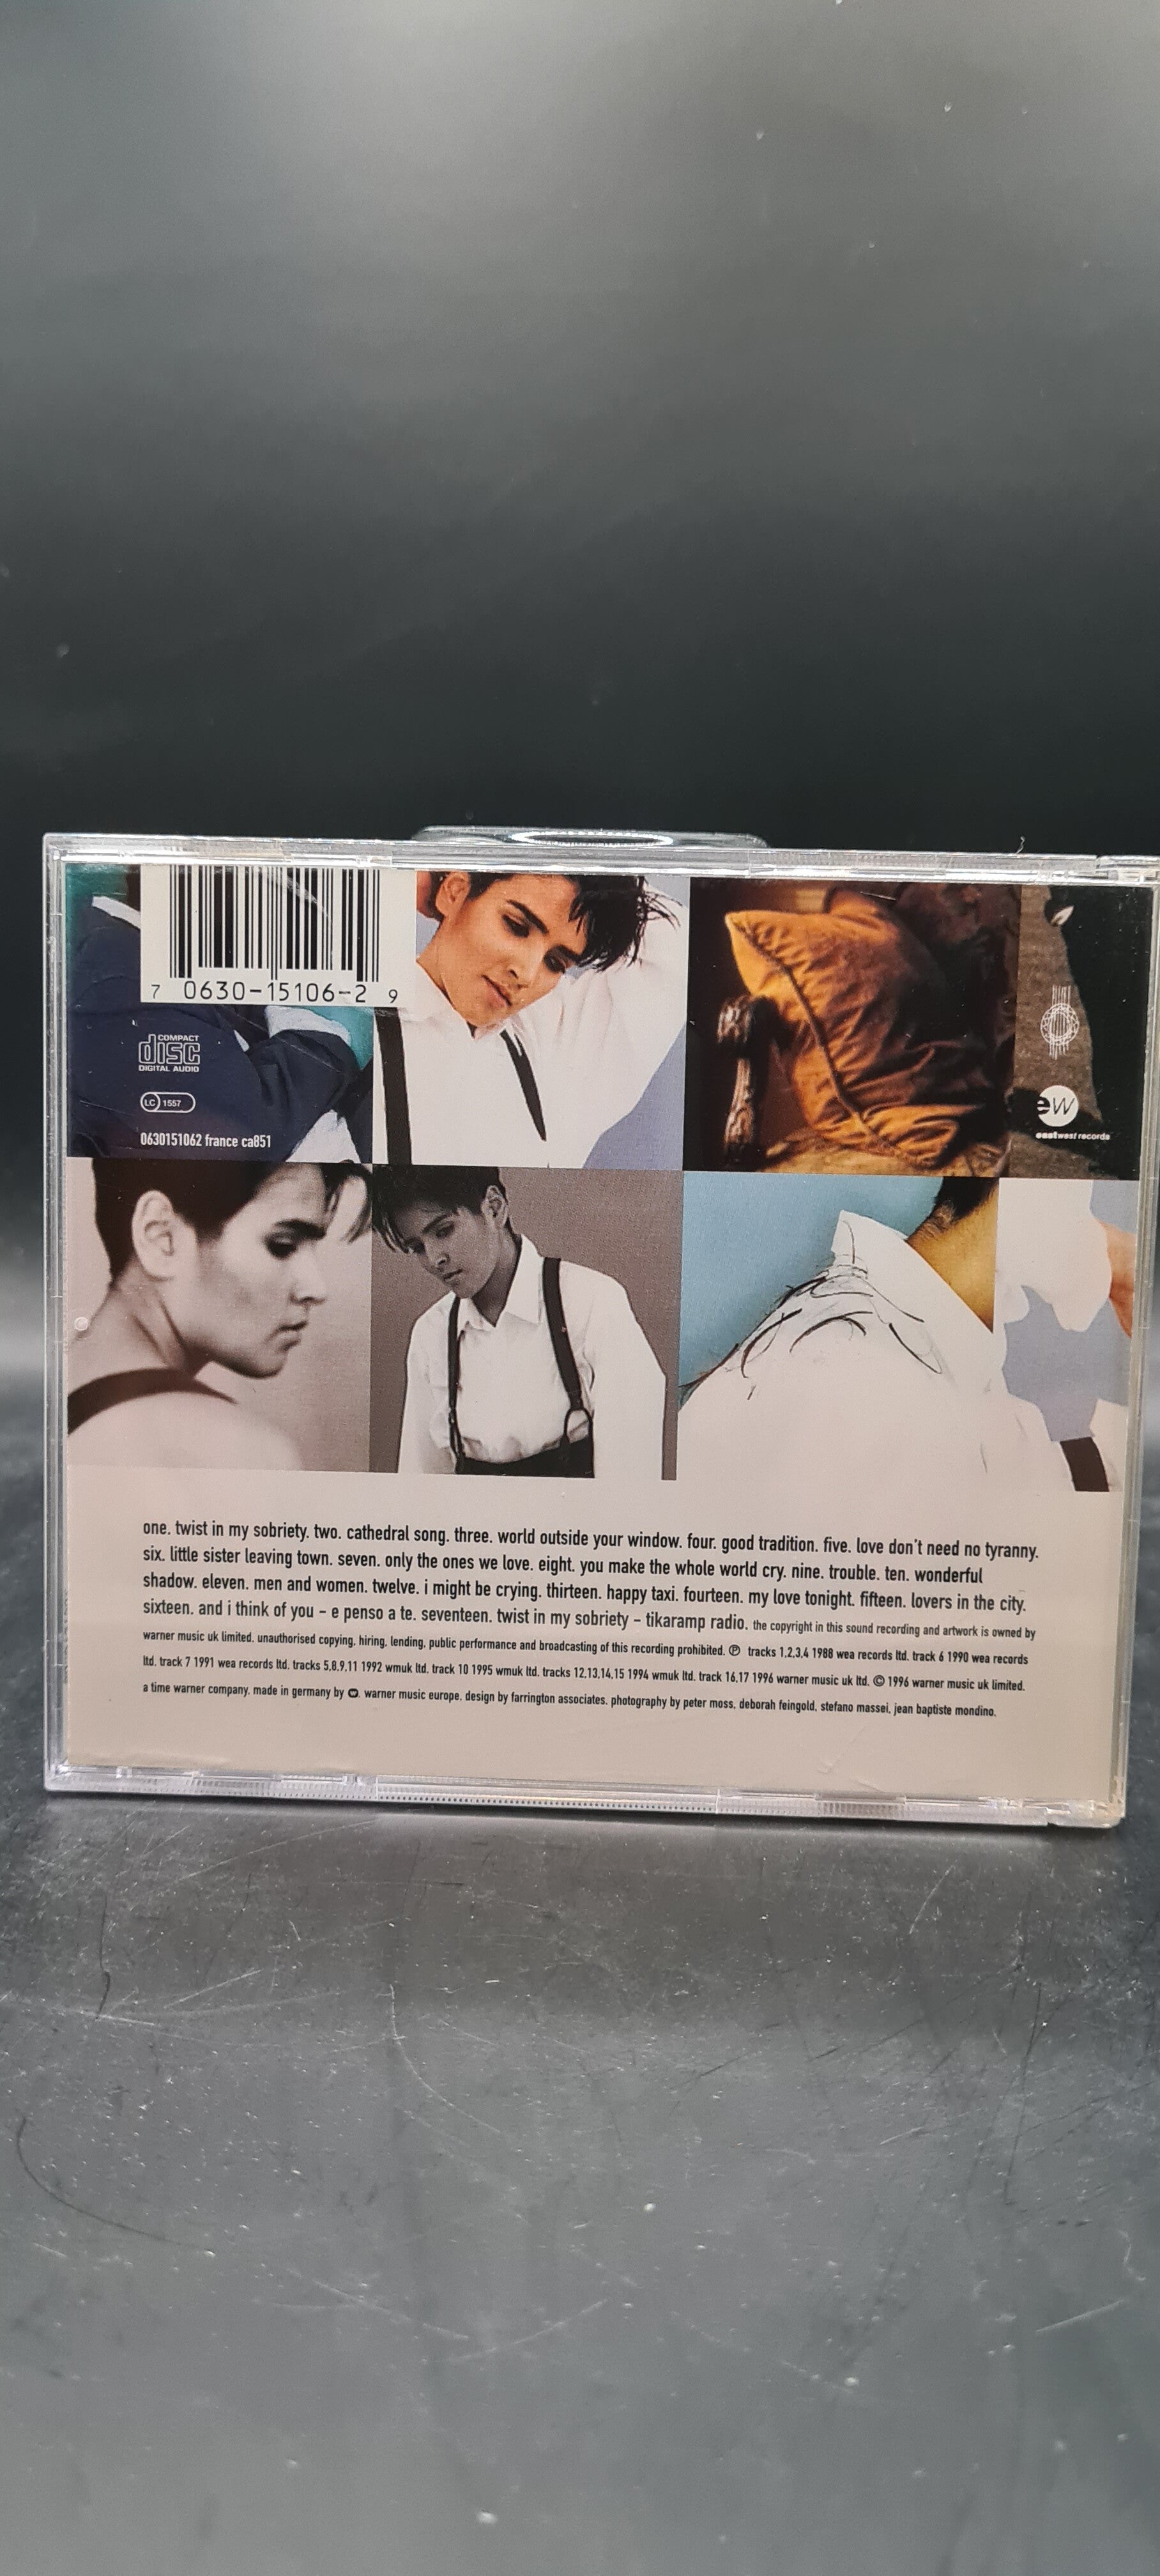 7 0630-15106-2 9
COMPACT
disc
DIGITAL AUDIO
LC 1557
0630151062 france ca851
ew
eastwest records
one. twist in my sobriety. two. cathedral song. three. world outside your window. four. good tradition. five. love don't need no tyranny.
six. little sister leaving town. seven. only the ones we love. eight. you make the whole world cry. nine. trouble. ten. wonderful
shadow. eleven. men and women. twelve. i might be crying. thirteen. happy taxi. fourteen. my love tonight. fifteen. lovers in the city.
sixteen. and i think of you – e penso a te. seventeen. twist in my sobriety – tikaramp radio. the copyright in this sound recording and artwork is owned by
warner music uk limited. unauthorised copying, hiring, lending, public performance and broadcasting of this recording prohibited. ℗ tracks 1,2,3,4 1988 wea records ltd. track 6 1990 wea records
ltd. track 7 1991 wea records ltd. tracks 5,8,9,11 1992 wmuk ltd. track 10 1995 wmuk ltd. tracks 12,13,14,15 1994 wmuk ltd. track 16,17 1996 warner music uk ltd. © 1996 warner music uk limited.
a time warner company. made in germany by warner music europe. design by farrington associates. photography by peter moss, deborah feingold, stefano massei, jean baptiste mondino.